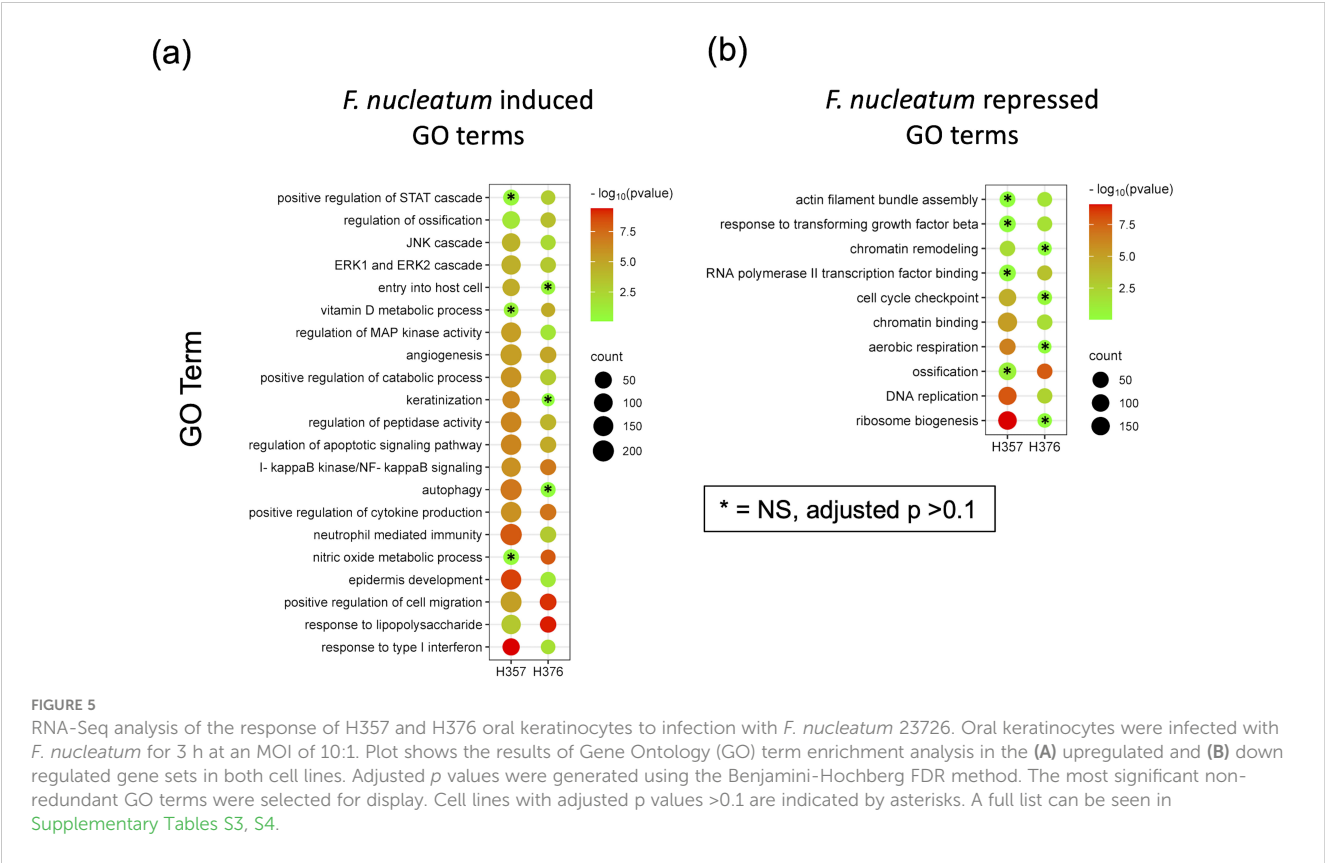 (a)
F. nucleatum induced
GO terms
GO Term
positive regulation of STAT cascade
regulation of ossification
JNK cascade
ERK1 and ERK2 cascade
entry into host cell
vitamin D metabolic process
regulation of MAP kinase activity
angiogenesis
positive regulation of catabolic process
keratinization
regulation of peptidase activity
regulation of apoptotic signaling pathway
I- kappaB kinase/NF- kappaB signaling
autophagy
positive regulation of cytokine production
neutrophil mediated immunity
nitric oxide metabolic process
epidermis development
positive regulation of cell migration
response to lipopolysaccharide
response to type I interferon
* 
* 
* 
* 
* 
* 
H357 H376
- log10(pvalue)
7.5
5.0
2.5
count
50
100
150
200
(b)
F. nucleatum repressed
GO terms
actin filament bundle assembly
response to transforming growth factor beta
chromatin remodeling
RNA polymerase II transcription factor binding
cell cycle checkpoint
chromatin binding
aerobic respiration
ossification
DNA replication
ribosome biogenesis
*
*
*
*
*
*
*
*
H357 H376
- log10(pvalue)
7.5
5.0
2.5
count
50
100
150
* = NS, adjusted p >0.1
FIGURE 5
RNA-Seq analysis of the response of H357 and H376 oral keratinocytes to infection with F. nucleatum 23726. Oral keratinocytes were infected with
F. nucleatum for 3 h at an MOI of 10:1. Plot shows the results of Gene Ontology (GO) term enrichment analysis in the (A) upregulated and (B) down
regulated gene sets in both cell lines. Adjusted p values were generated using the Benjamini-Hochberg FDR method. The most significant non-
redundant GO terms were selected for display. Cell lines with adjusted p values >0.1 are indicated by asterisks. A full list can be seen in
Supplementary Tables S3, S4.